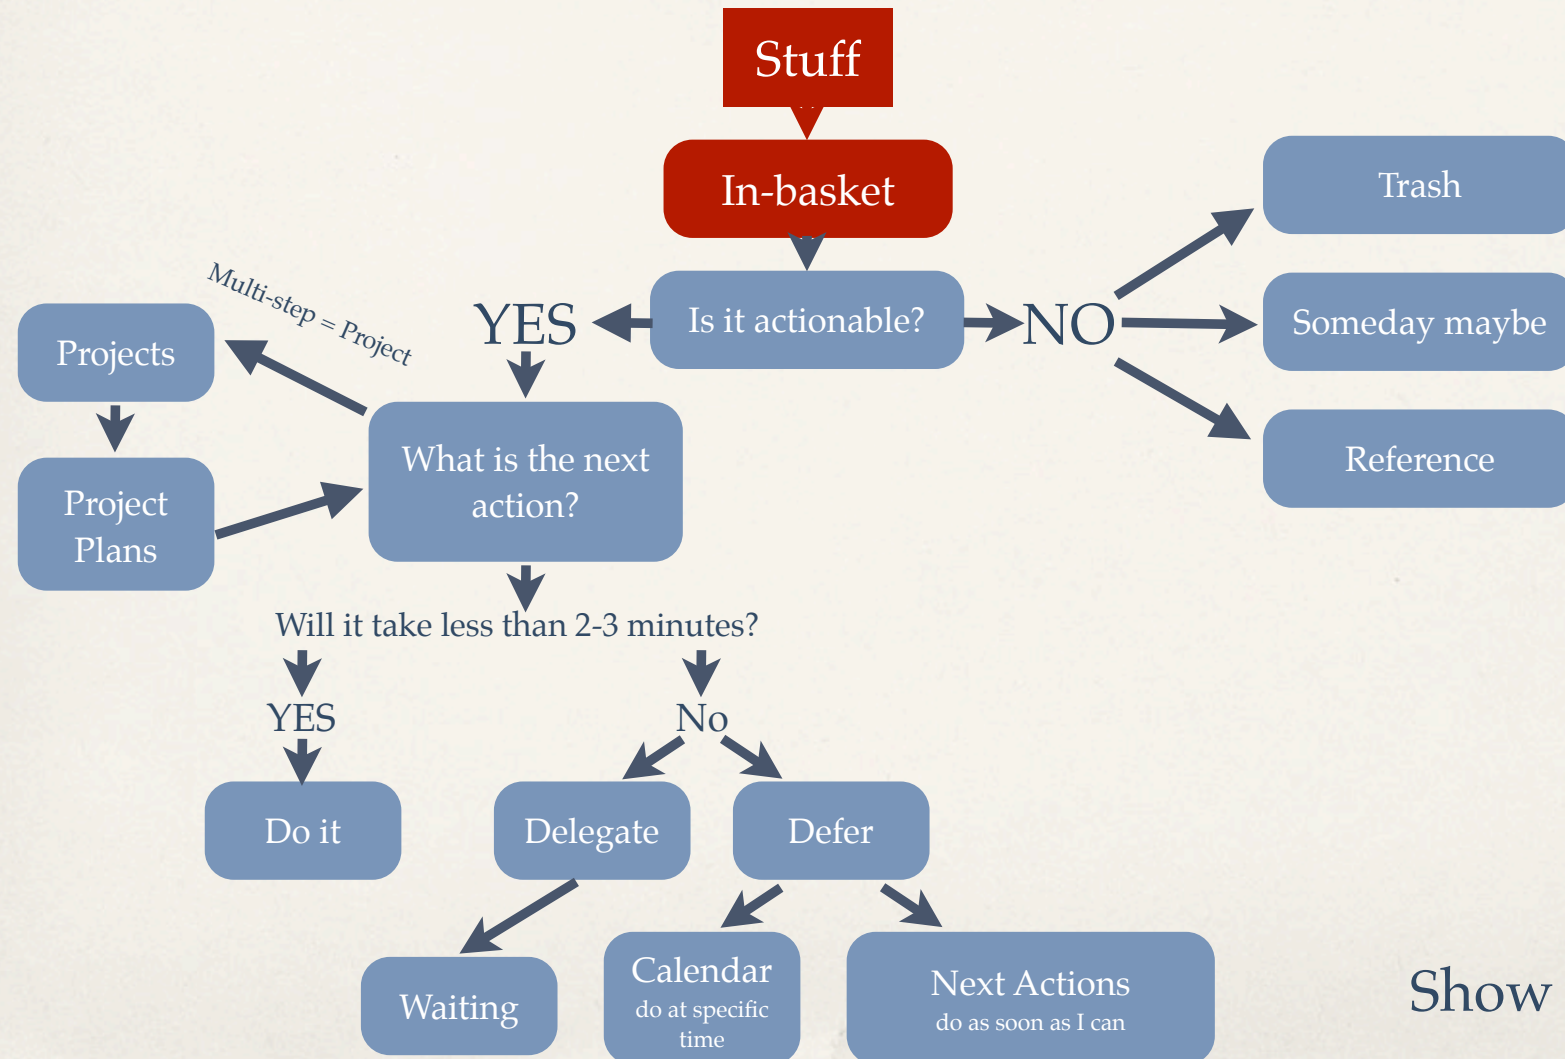 Stuff
In-basket
Is it actionable?
YES
NO
Trash
Someday maybe
Reference
Multi-step = Project
Projects
Project
Plans
What is the next
action?
Will it take less than 2-3 minutes?
YES
No
Do it
Delegate
Defer
Waiting
Calendar
do at specific
time
Next Actions
do as soon as I can
Show